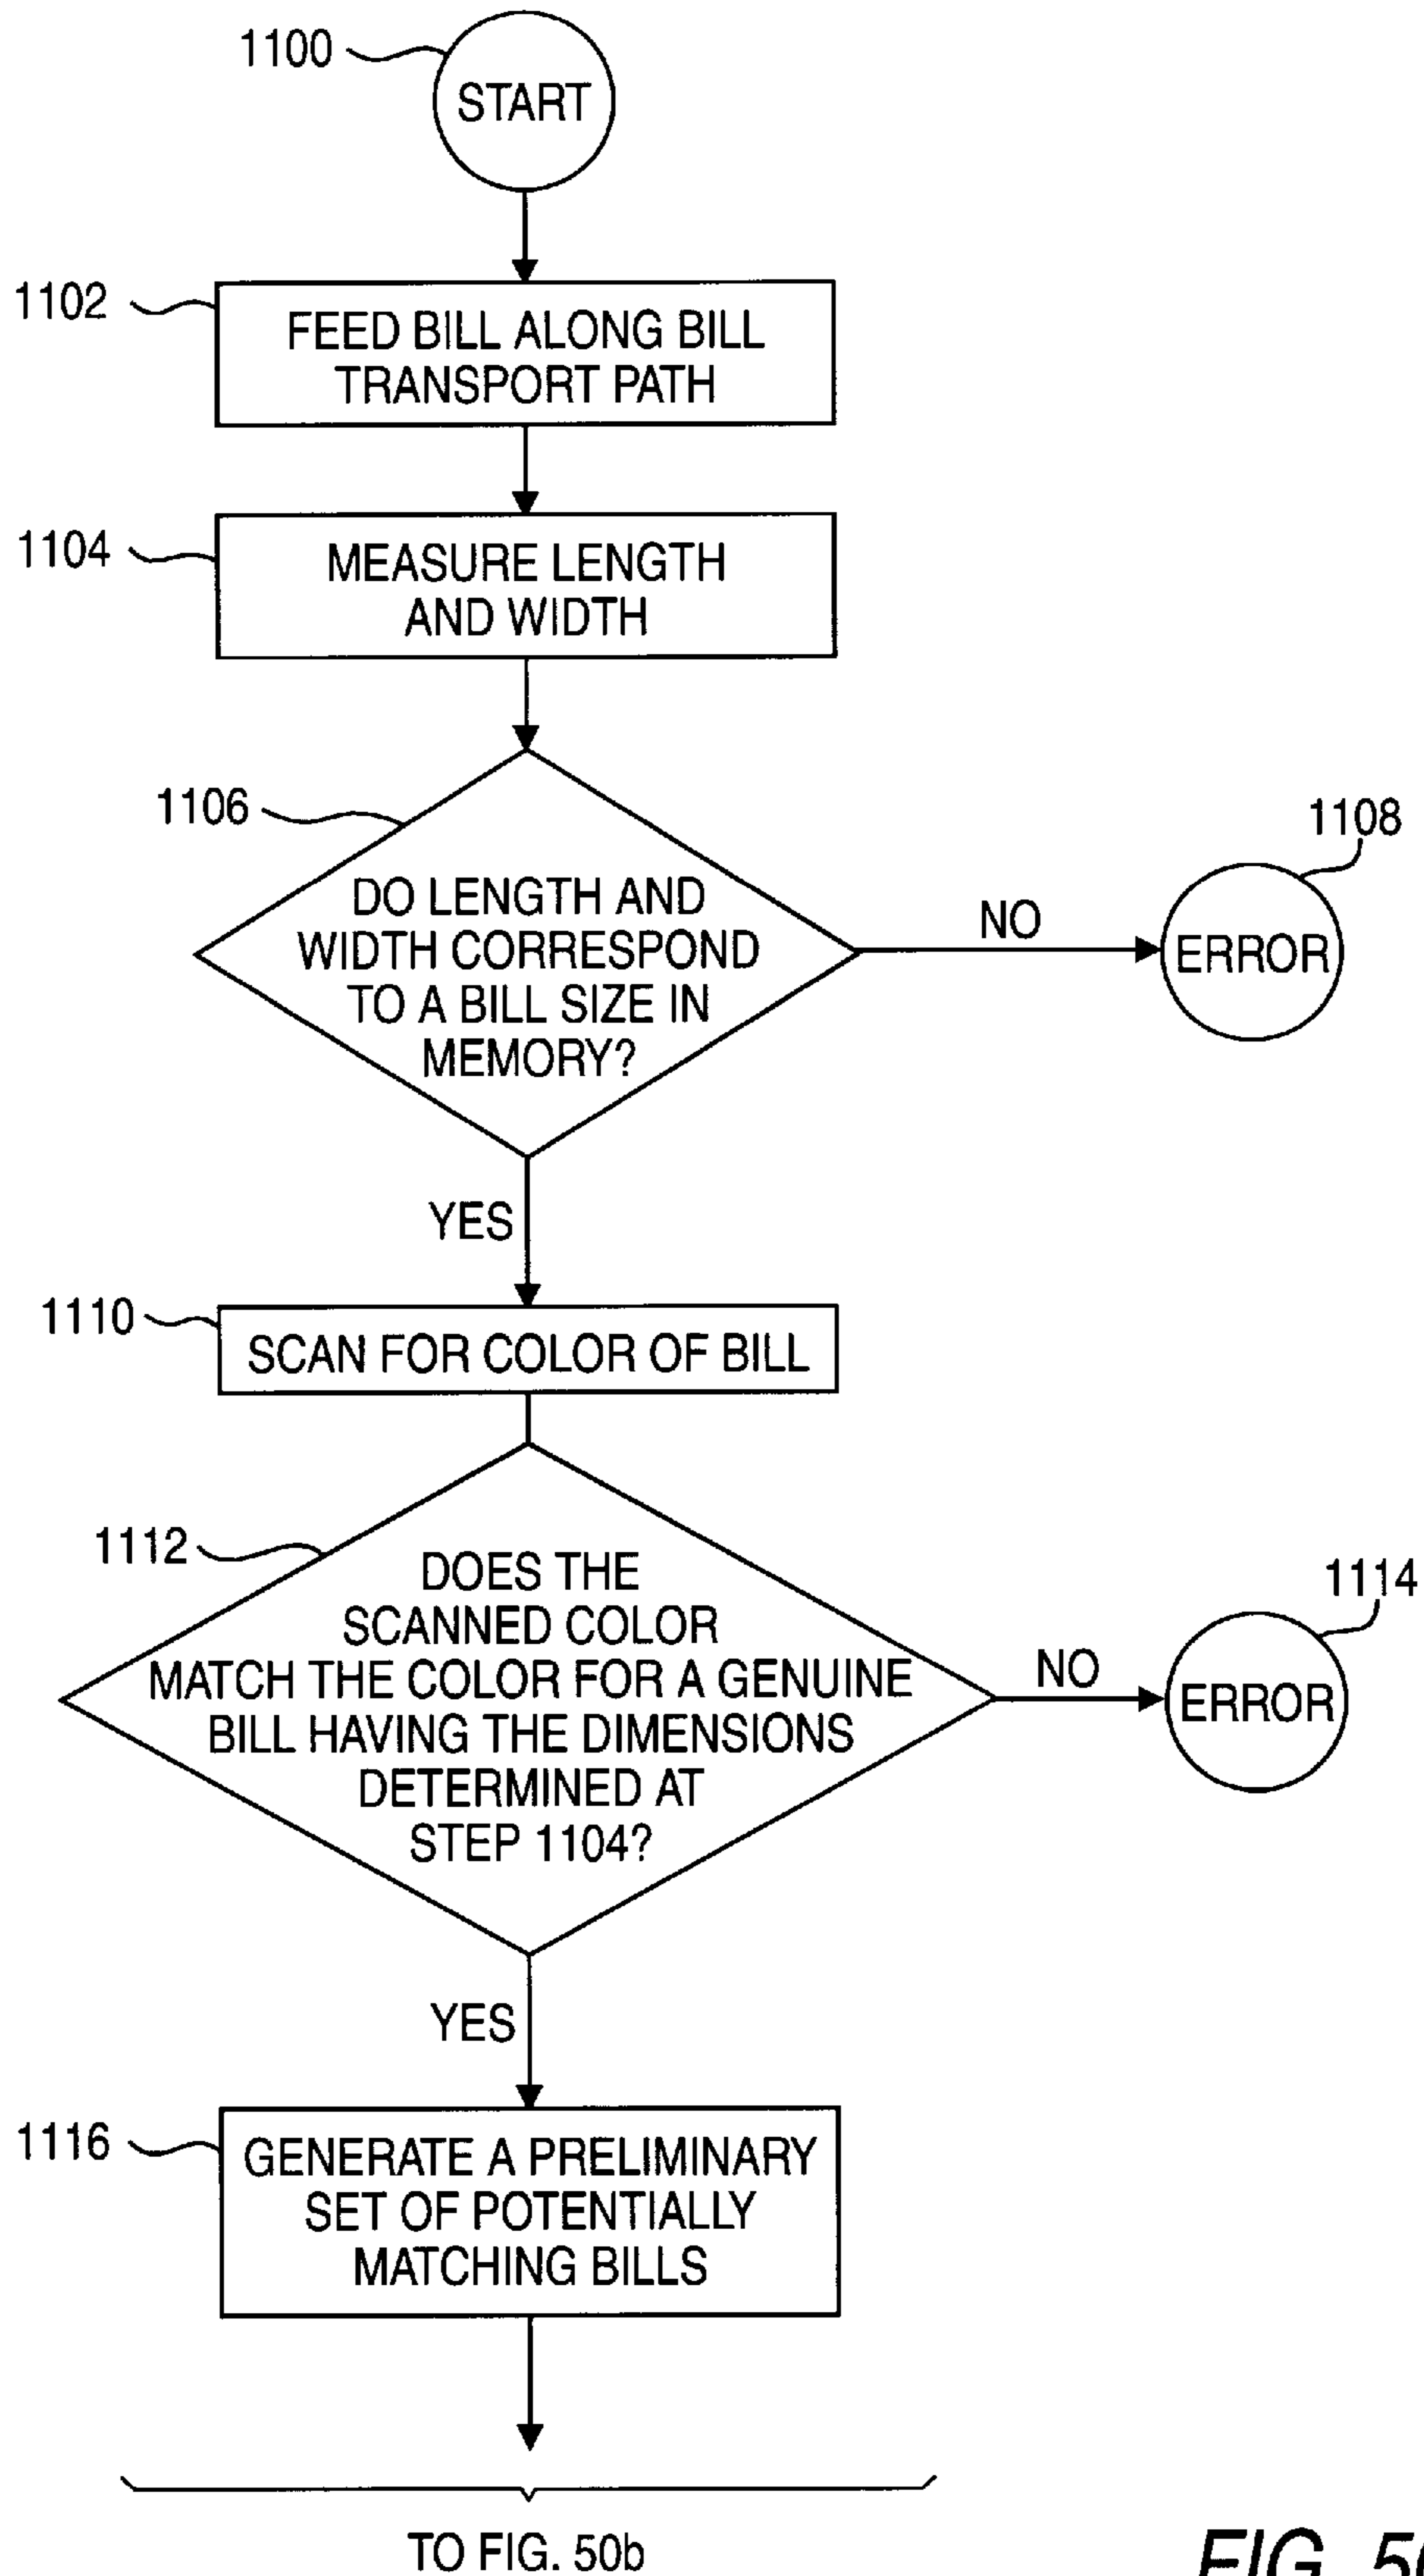 1100
START
1102
FEED BILL ALONG BILL
TRANSPORT PATH
1104
MEASURE LENGTH
AND WIDTH
1106
DO LENGTH AND
WIDTH CORRESPOND
TO A BILL SIZE IN
MEMORY?
NO
1108
ERROR
YES
1110
SCAN FOR COLOR OF BILL
1112
DOES THE
SCANNED COLOR
MATCH THE COLOR FOR A GENUINE
BILL HAVING THE DIMENSIONS
DETERMINED AT
STEP 1104?
NO
1114
ERROR
YES
1116
GENERATE A PRELIMINARY
SET OF POTENTIALLY
MATCHING BILLS
TO FIG. 50b
FIG.